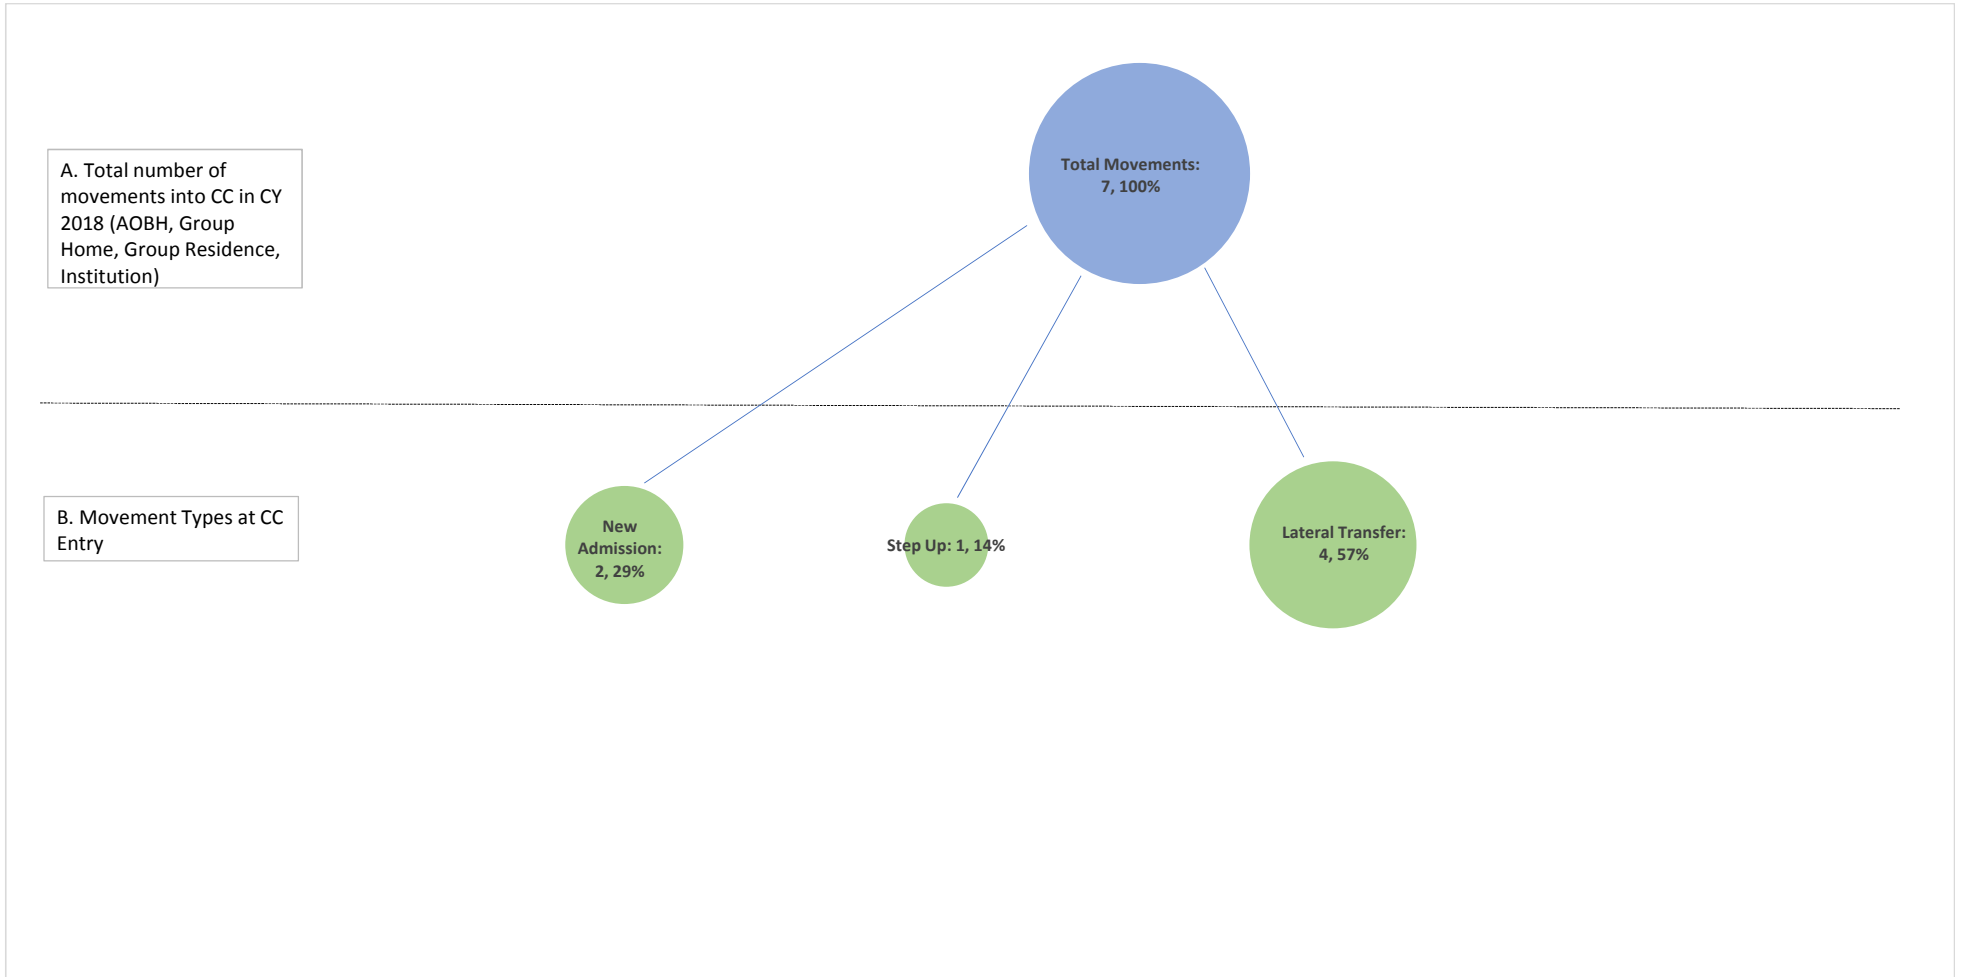 A. Total number of
movements into CC in CY
2018 (AOBH, Group
Home, Group Residence,
Institution)
Total Movements:
7, 100%
B. Movement Types at CC
Entry
New
Admission:
2, 29%
Step Up: 1, 14%
Lateral Transfer:
4, 57%